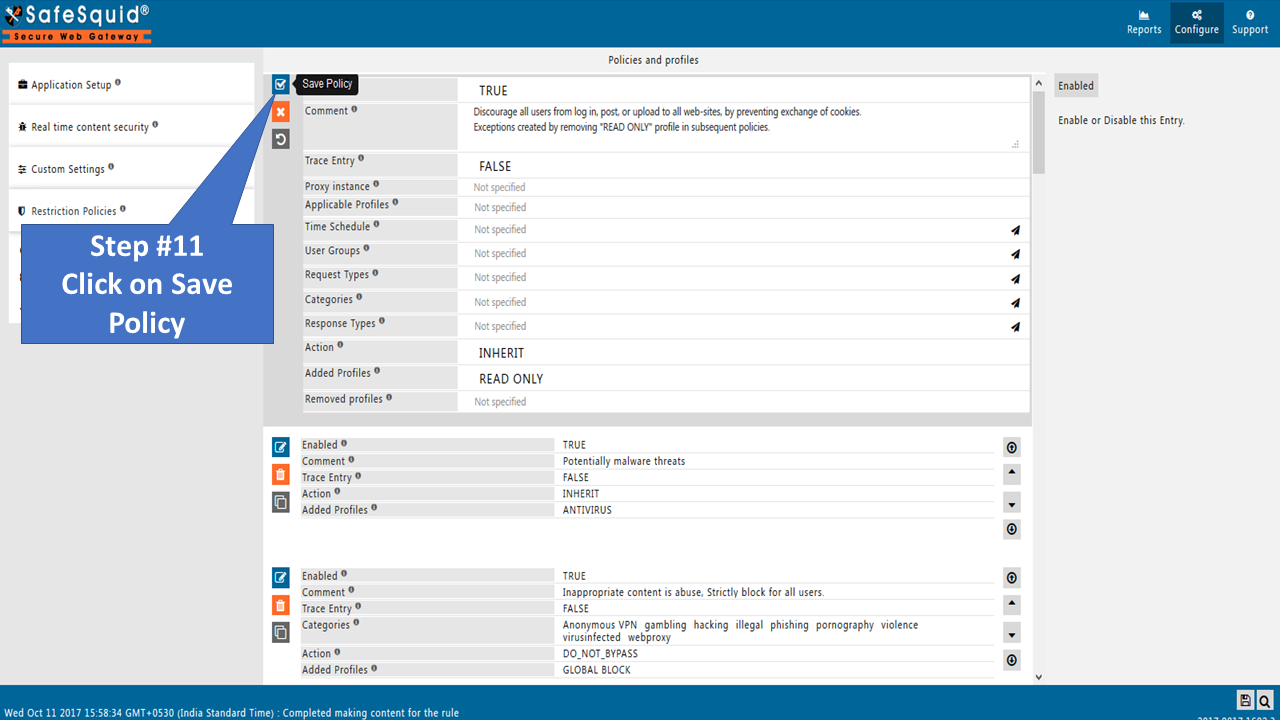 SafeSquid®
Secure Web Gateway
Reports
Configure
Support
Policies and profiles
Application Setup
Real time content security
Custom Settings
Restriction Policies
Step #11
Click on Save
Policy
Save Policy
TRUE
Comment
Discourage all users from log in, post, or upload to all web-sites, by preventing exchange of cookies.
Exceptions created by removing "READ ONLY" profile in subsequent policies.
Trace Entry FALSE
Proxy instance Not specified
Applicable Profiles Not specified
Time Schedule Not specified
User Groups Not specified
Request Types Not specified
Categories Not specified
Response Types Not specified
Action INHERIT
Added Profiles READ ONLY
Removed profiles Not specified
Enabled TRUE
Comment Potentially malware threats
Trace Entry FALSE
Action INHERIT
Added Profiles ANTIVIRUS
Enabled TRUE
Comment Inappropriate content is abuse, Strictly block for all users.
Trace Entry FALSE
Categories Anonymous VPN gambling hacking illegal phishing pornography violence
virusinfected webproxy
Action DO_NOT_BYPASS
Added Profiles GLOBAL BLOCK
Enabled
Enable or Disable this Entry.
Wed Oct 11 2017 15:58:34 GMT+0530 (India Standard Time) : Completed making content for the rule